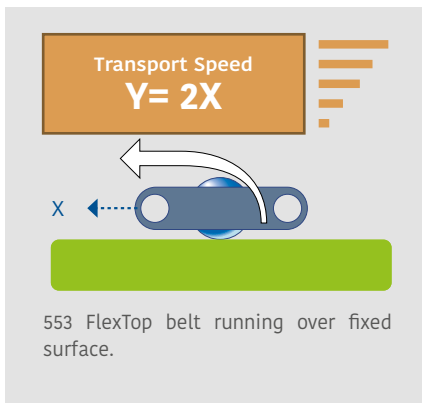 Transport Speed
Y= 2X
X
553 FlexTop belt running over fixed
surface.